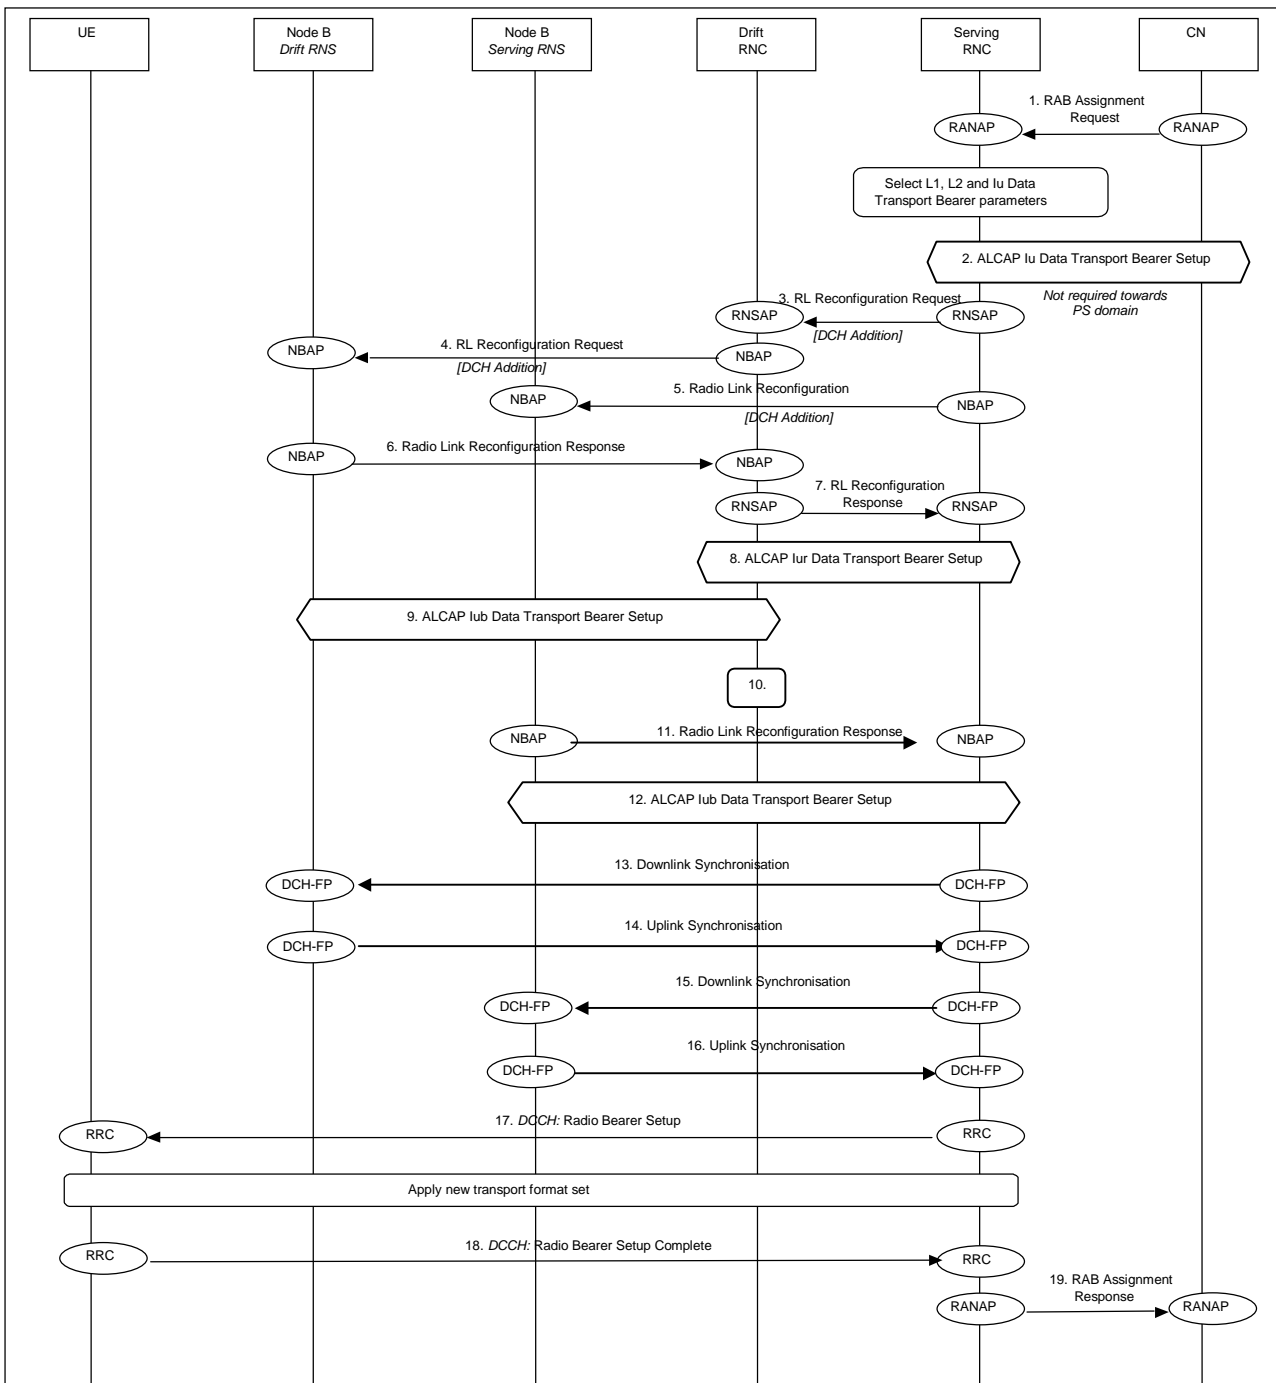 UE
Node B
Drift RNS
Node B
Serving RNS
Drift
RNC
Serving
RNC
CN
1. RAB Assignment
Request
RANAP
RANAP
Select L1, L2 and Iu Data
Transport Bearer parameters
2. ALCAP Iu Data Transport Bearer Setup
Not required towards
PS domain
3. RL Reconfiguration Request
RNSAP
RNSAP
[DCH Addition]
4. RL Reconfiguration Request
NBAP
NBAP
[DCH Addition]
5. Radio Link Reconfiguration
NBAP
NBAP
[DCH Addition]
6. Radio Link Reconfiguration Response
NBAP
NBAP
7. RL Reconfiguration
Response
RNSAP
RNSAP
8. ALCAP Iur Data Transport Bearer Setup
9. ALCAP Iub Data Transport Bearer Setup
10.
11. Radio Link Reconfiguration Response
NBAP
NBAP
12. ALCAP Iub Data Transport Bearer Setup
13. Downlink Synchronisation
DCH-FP
DCH-FP
14. Uplink Synchronisation
DCH-FP
DCH-FP
15. Downlink Synchronisation
DCH-FP
DCH-FP
16. Uplink Synchronisation
DCH-FP
DCH-FP
17. DCCH: Radio Bearer Setup
RRC
RRC
Apply new transport format set
18. DCCH: Radio Bearer Setup Complete
RRC
RRC
19. RAB Assignment
Response
RANAP
RANAP